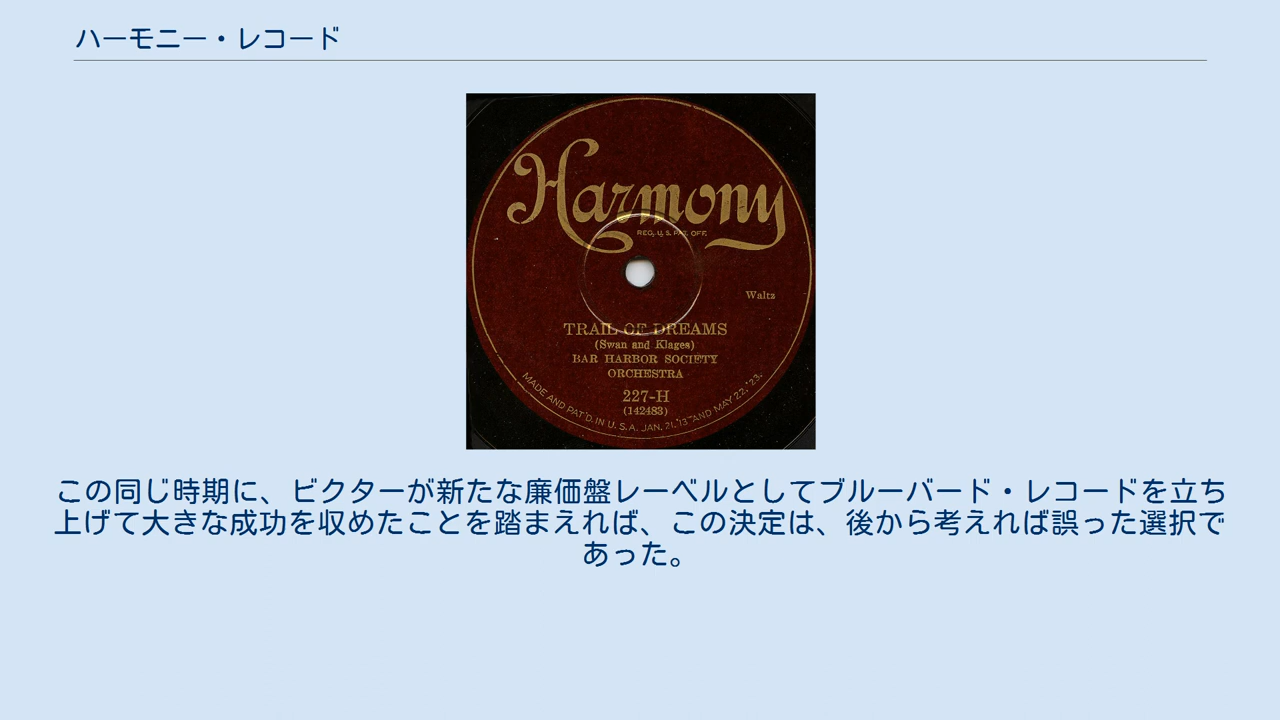 ハーモニー・レコード
Harmony
REG. U.S. PAT. OFF.
Waltz
TRAIL OF DREAMS
(Swan and Klages)
BAR HARBOR SOCIETY
ORCHESTRA
227-H
(142483)
MADE AND PAT'D. IN U. S. A. JAN. 21, '13 AND MAY 22, '23.
この同じ時期に、ビクターが新たな廉価盤レーベルとしてブルーバード・レコードを立ち
上げて大きな成功を収めたことを踏まえれば、この決定は、後から考えれば誤った選択で
あった。